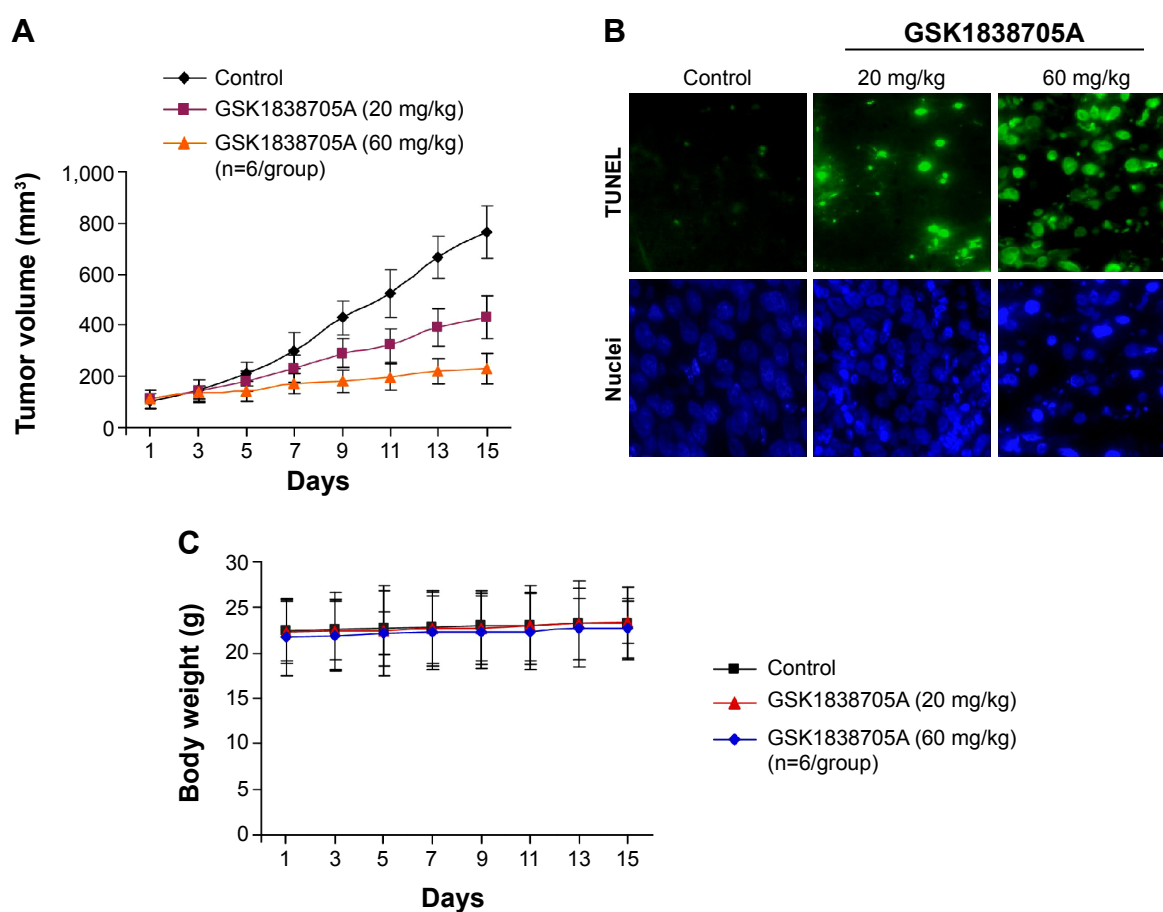 A
Control
GSK1838705A (20 mg/kg)
GSK1838705A (60 mg/kg)
(n=6/group)
Tumor volume (mm³)
1,000
800
600
400
200
0
1 3 5 7 9 11 13 15
Days
B
GSK1838705A
Control 20 mg/kg 60 mg/kg
TUNEL
Nuclei
C
Body weight (g)
30
25
20
15
10
5
0
1 3 5 7 9 11 13 15
Days
Control
GSK1838705A (20 mg/kg)
GSK1838705A (60 mg/kg)
(n=6/group)